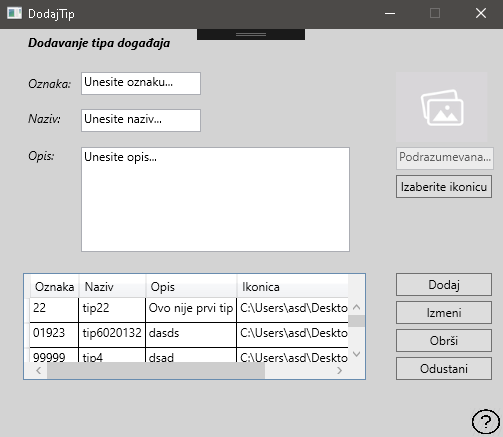 DodajTip
Dodavanje tipa događaja
Oznaka: Unesite oznaku...
Naziv: Unesite naziv...
Opis: Unesite opis...
Podrazumevana...
Izaberite ikonicu
Oznaka Naziv Opis Ikonica
22 tip22 Ovo nije prvi tip C:\Users\asd\Deskto
01923 tip6020132 dasds C:\Users\asd\Deskto
99999 tip4 dsad C:\Users\asd\Deskto
Dodaj
Izmeni
Obrši
Odustani
?